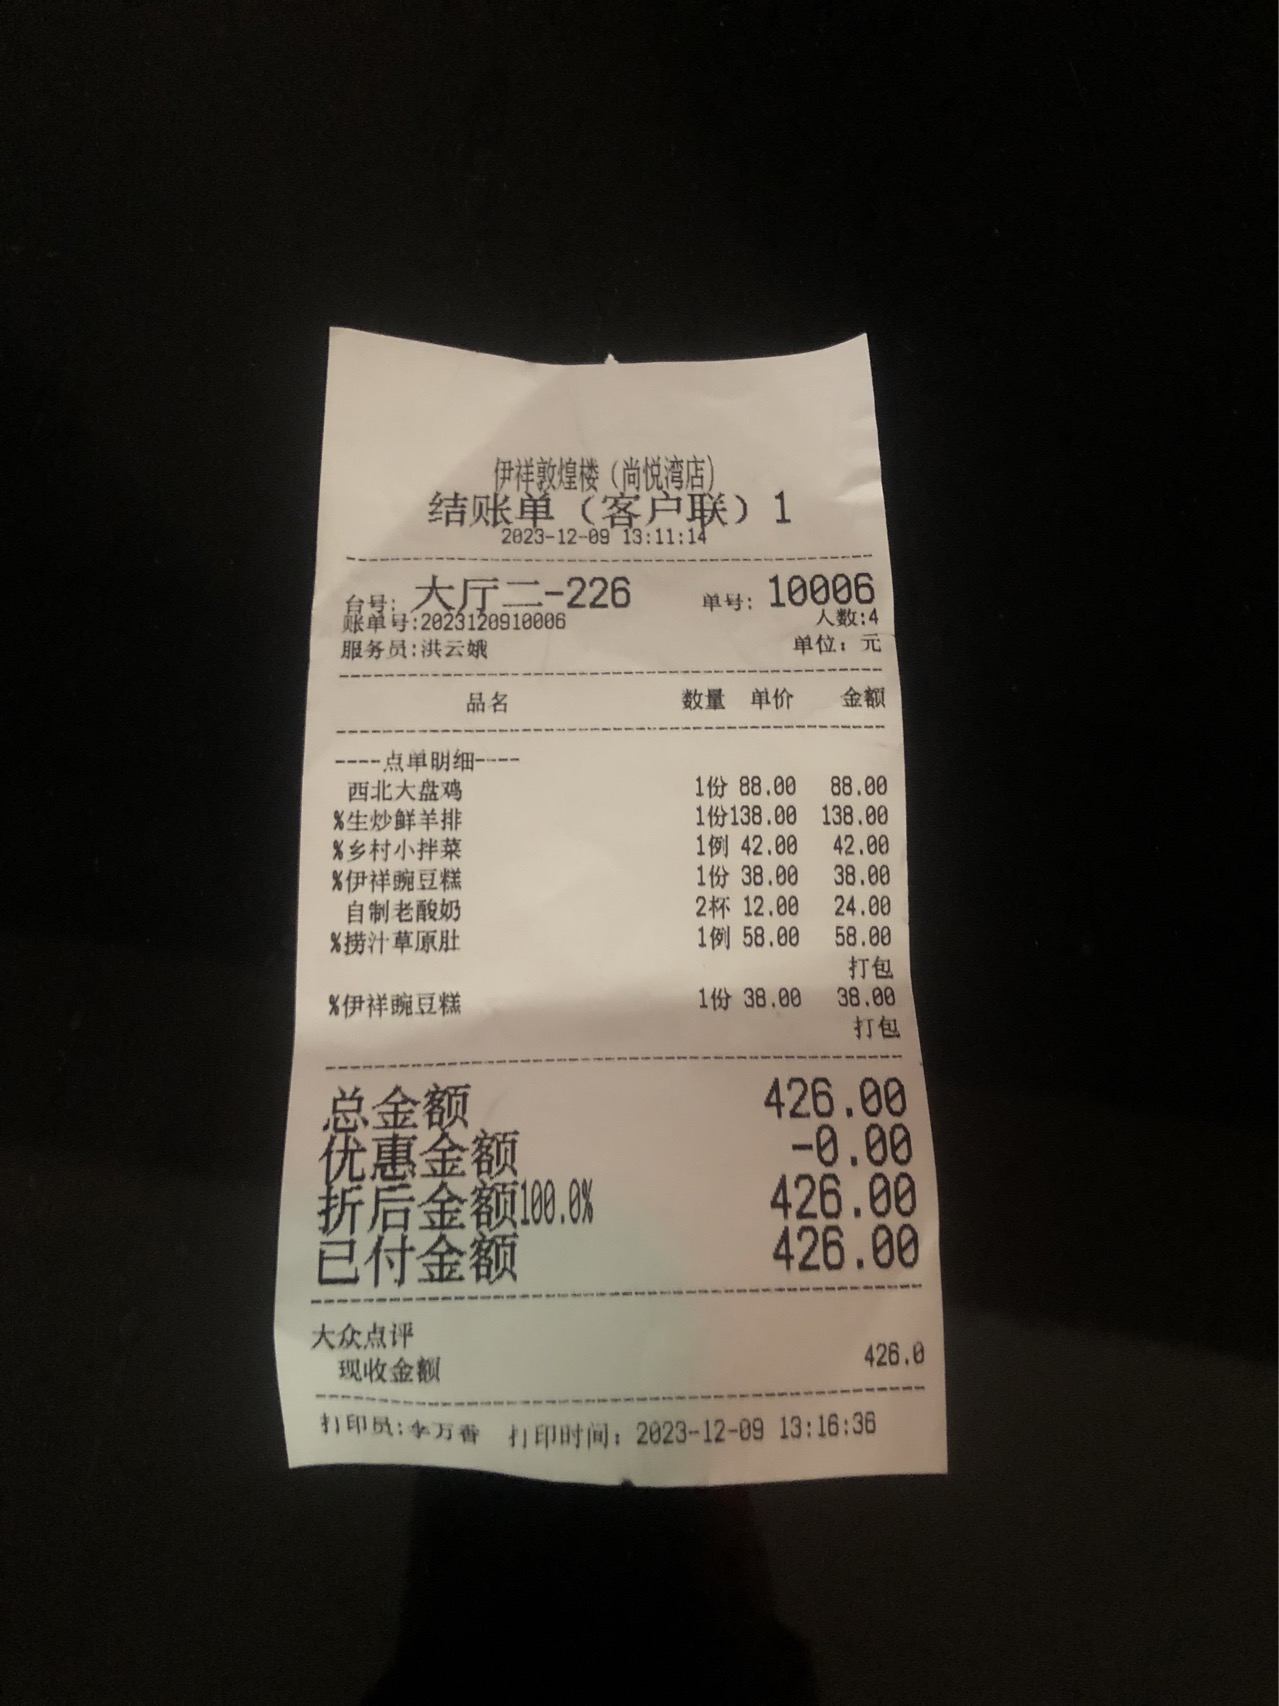 伊祥敦煌楼（尚悦湾店）
结账单（客户联）1
2023-12-09 13:11:14
台号: 大厅二-226 单号: 10006
账单号:2023120910006 人数:4
服务员:洪云娥 单位: 元
品名 数量 单价 金额
----点单明细----
西北大盘鸡 1份 88.00 88.00
%生炒鲜羊排 1份138.00 138.00
%乡村小拌菜 1例 42.00 42.00
%伊祥豌豆糕 1份 38.00 38.00
自制老酸奶 2杯 12.00 24.00
%捞汁草原肚 1例 58.00 58.00
打包
%伊祥豌豆糕 1份 38.00 38.00
打包
总金额 426.00
优惠金额 -0.00
折后金额100.0% 426.00
已付金额 426.00
大众点评
现收金额 426.0
打印员:李万香 打印时间: 2023-12-09 13:16:36